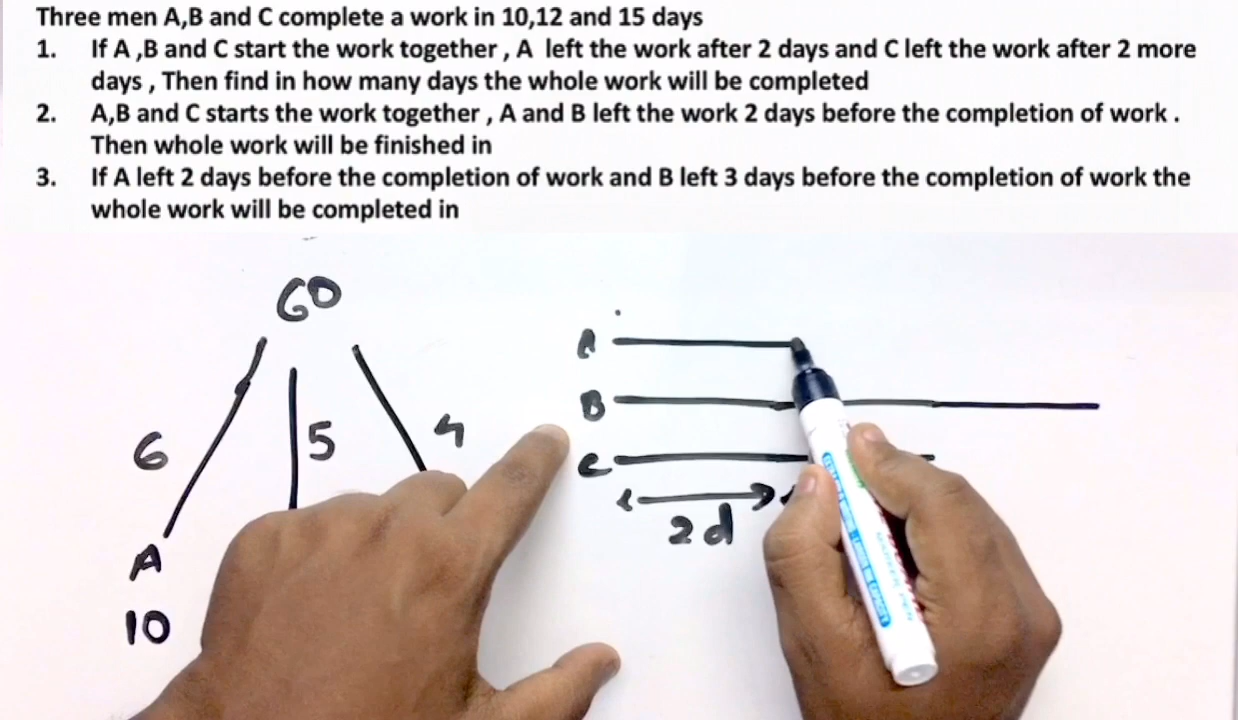 Three men A,B and C complete a work in 10,12 and 15 days
1. If A ,B and C start the work together , A left the work after 2 days and C left the work after 2 more
days , Then find in how many days the whole work will be completed
2. A,B and C starts the work together , A and B left the work 2 days before the completion of work .
Then whole work will be finished in
3. If A left 2 days before the completion of work and B left 3 days before the completion of work the
whole work will be completed in
60
A
B
6 5 4
C
2d
A
10